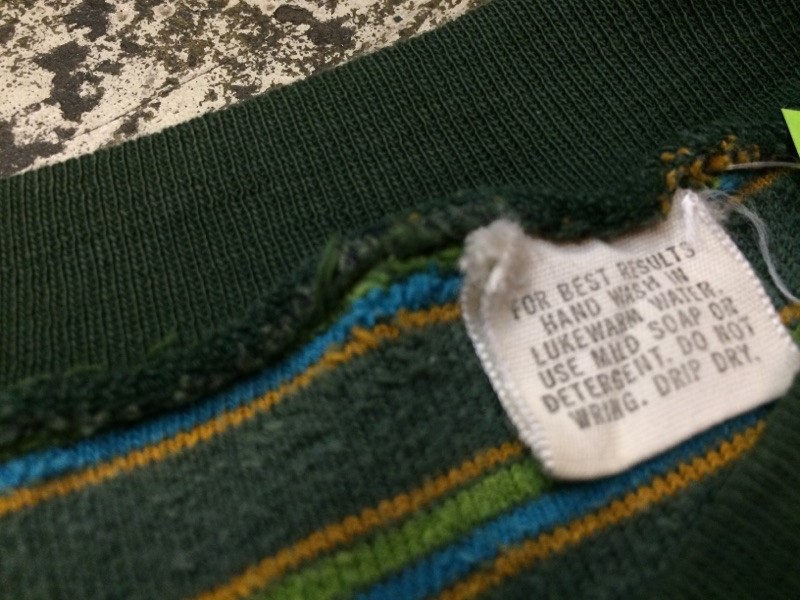 FOR BEST RESULTS
HAND WASH IN
LUKEWARM WATER.
USE MILD SOAP OR
DETERGENT. DO NOT
WRING. DRIP DRY.